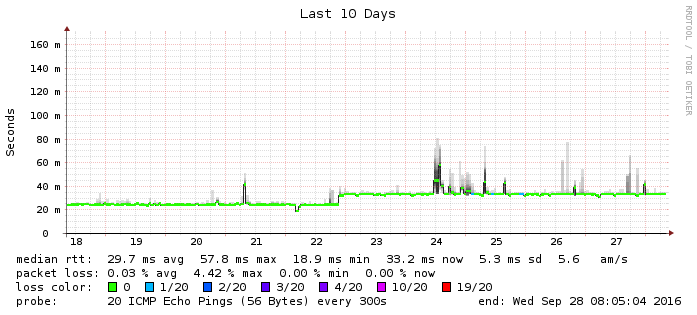 Last 10 Days
RRDTOOL / TOBI OETIKER
Seconds
160 m
140 m
120 m
100 m
80 m
60 m
40 m
20 m
0
18 19 20 21 22 23 24 25 26 27
median rtt: 29.7 ms avg 57.8 ms max 18.9 ms min 33.2 ms now 5.3 ms sd 5.6 am/s
packet loss: 0.03 % avg 4.42 % max 0.00 % min 0.00 % now
loss color: 0 1/20 2/20 3/20 4/20 10/20 19/20
probe: 20 ICMP Echo Pings (56 Bytes) every 300s end: Wed Sep 28 08:05:04 2016